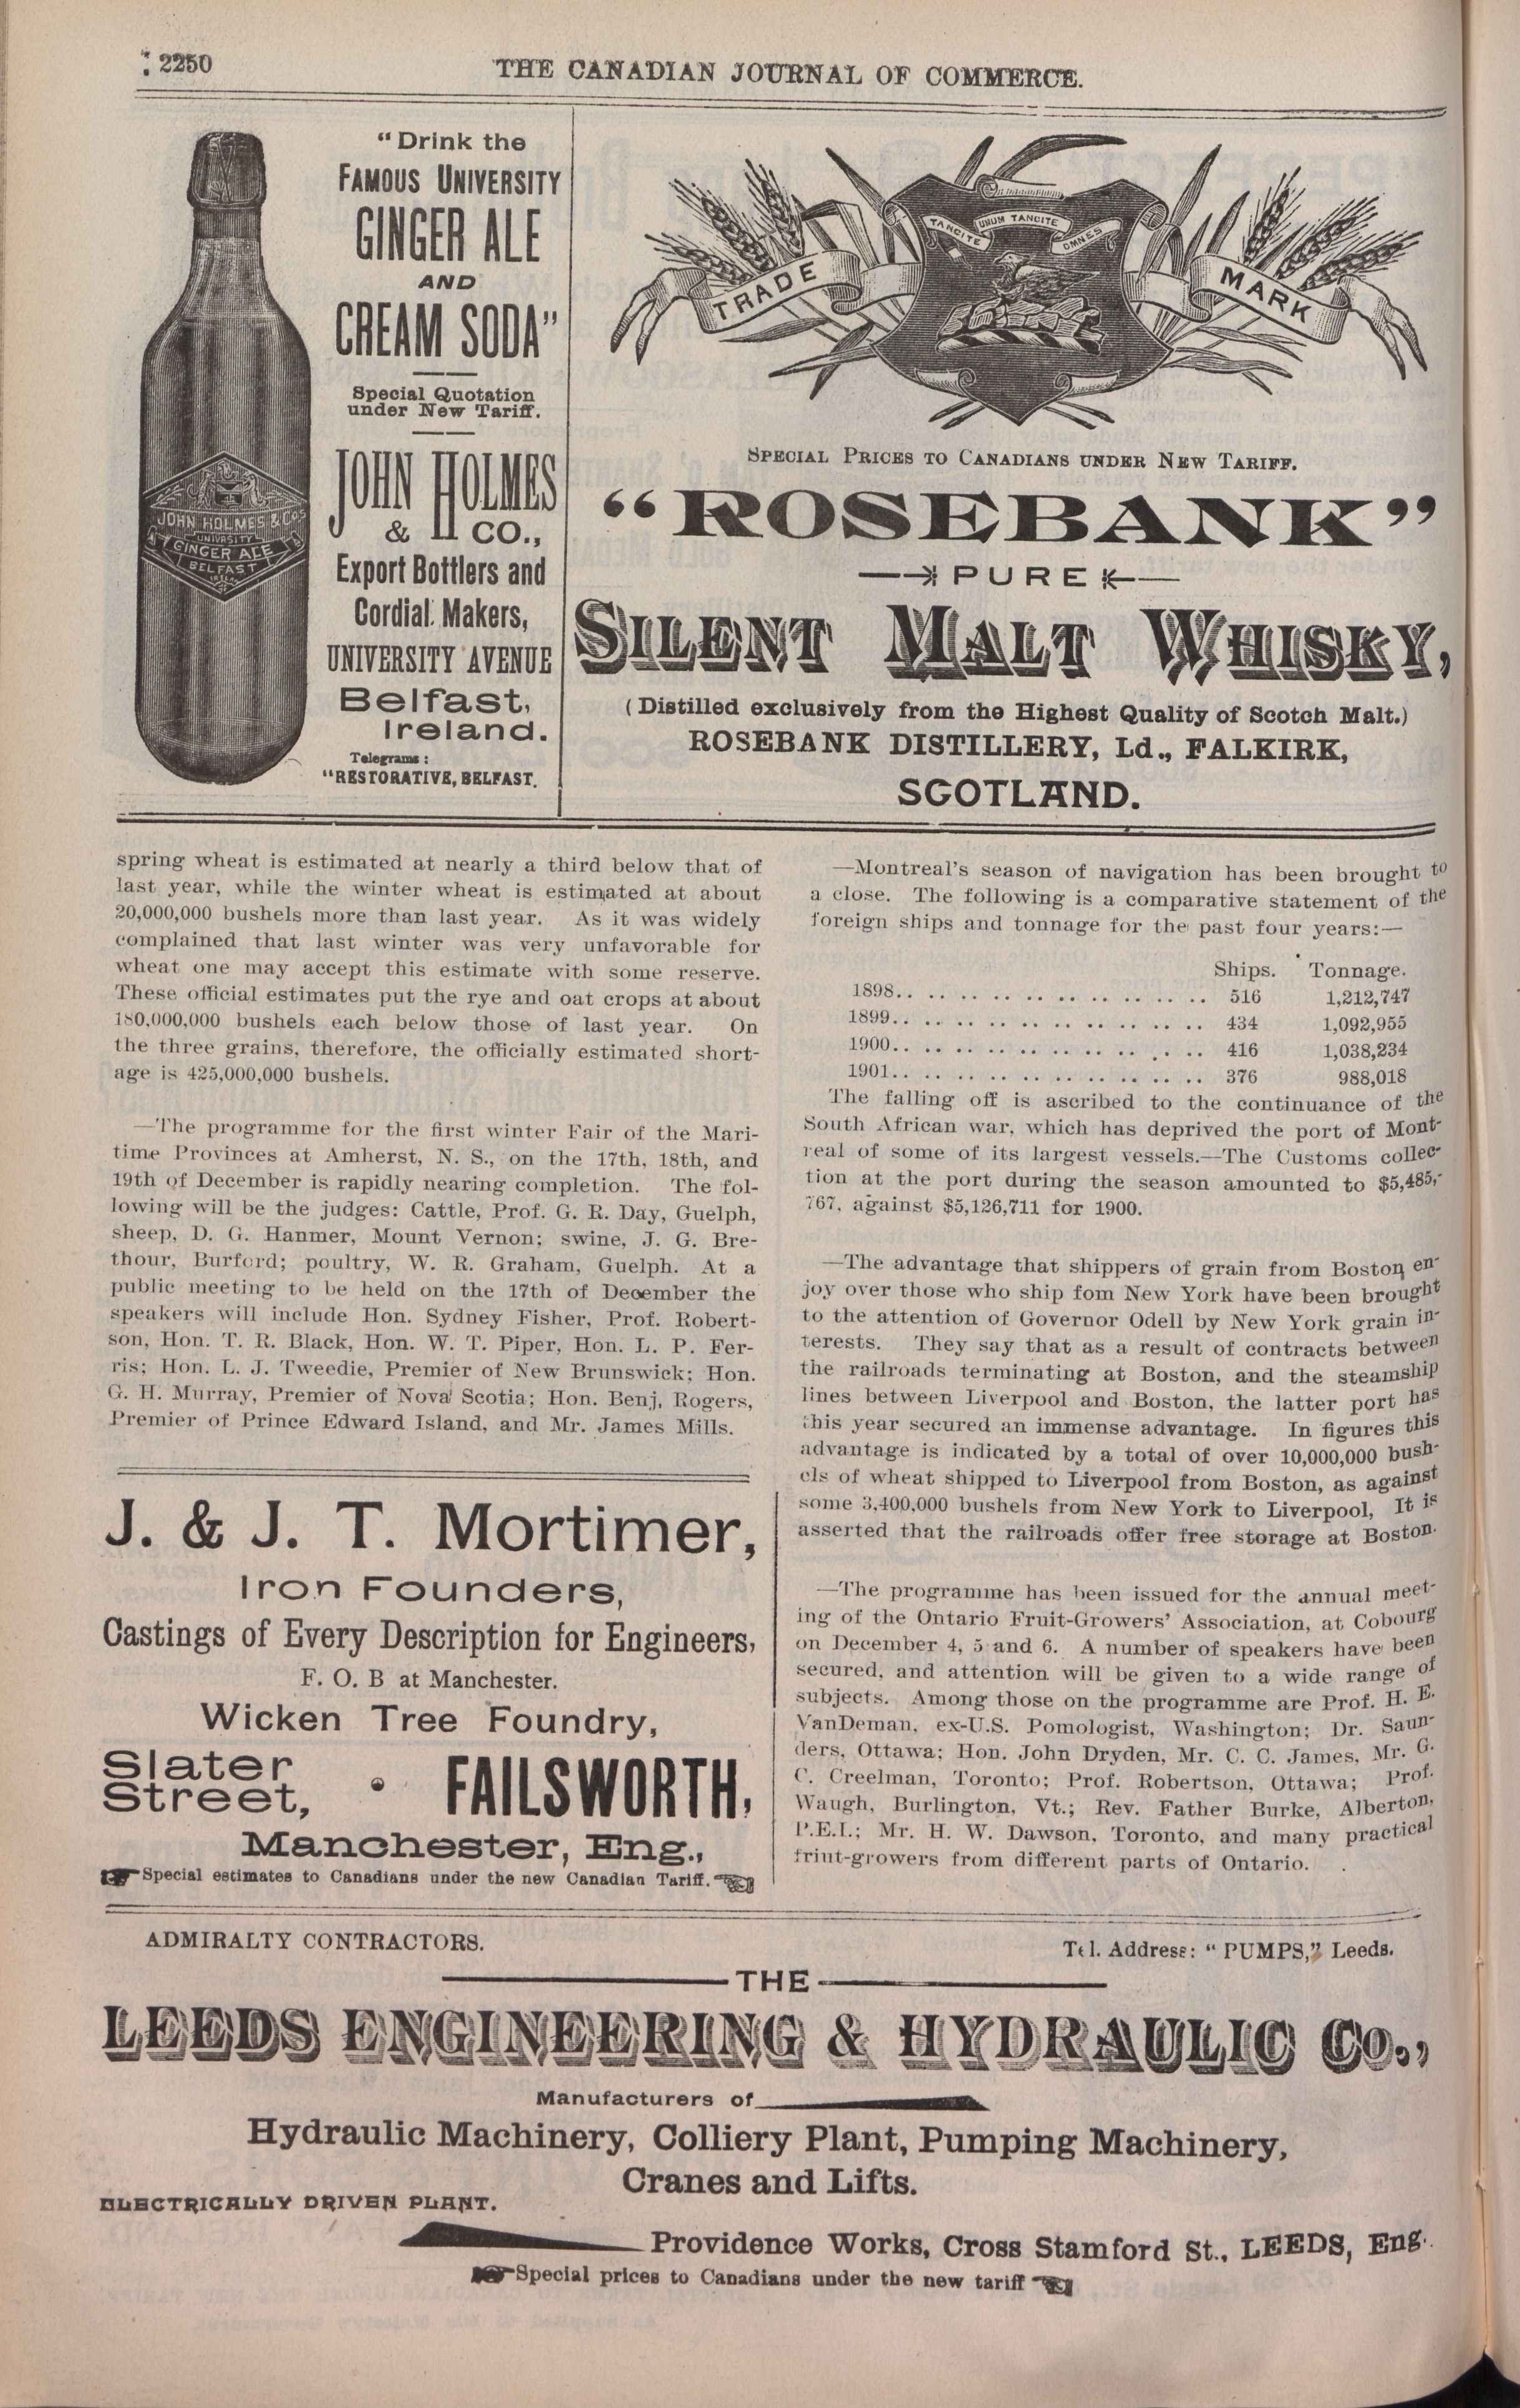 2250
THE CANADIAN JOURNAL OF COMMERCE.
"Drink the
FAMOUS UNIVERSITY
GINGER ALE
AND
CREAM SODA"
Special Quotation
under New Tariff.
JOHN HOLMES
& CO.,
Export Bottlers and
Cordial Makers,
UNIVERSITY AVENUE
Belfast,
Ireland.
Telegrams:
"RESTORATIVE, BELFAST.
JOHN HOLMES & CO'S
UNIVRSITY
GINGER ALE
BELFAST
TRADE
TANCITE
UNUM TANCITE
OMNES
MARK
SPECIAL PRICES TO CANADIANS UNDER NEW TARIFF.
"ROSEBANK"
PURE
SILENT MALT WHISKY,
(Distilled exclusively from the Highest Quality of Scotch Malt.)
ROSEBANK DISTILLERY, Ld., FALKIRK,
SCOTLAND.
spring wheat is estimated at nearly a third below that of
last year, while the winter wheat is estimated at about
20,000,000 bushels more than last year. As it was widely
complained that last winter was very unfavorable for
wheat one may accept this estimate with some reserve.
These official estimates put the rye and oat crops at about
180,000,000 bushels each below those of last year. On
the three grains, therefore, the officially estimated short-
age is 425,000,000 bushels.
—The programme for the first winter Fair of the Mari-
time Provinces at Amherst, N. S., on the 17th, 18th, and
19th of December is rapidly nearing completion. The fol-
lowing will be the judges: Cattle, Prof. G. R. Day, Guelph,
sheep, D. G. Hanmer, Mount Vernon; swine, J. G. Bre-
thour, Burford; poultry, W. R. Graham, Guelph. At a
public meeting to be held on the 17th of December the
speakers will include Hon. Sydney Fisher, Prof. Robert-
son, Hon. T. R. Black, Hon. W. T. Piper, Hon. L. P. Fer-
ris; Hon. L. J. Tweedie, Premier of New Brunswick; Hon.
G. H. Murray, Premier of Nova Scotia; Hon. Benj, Rogers,
Premier of Prince Edward Island, and Mr. James Mills.
J. & J. T. Mortimer,
Iron Founders,
Castings of Every Description for Engineers,
F. O. B at Manchester.
Wicken Tree Foundry,
Slater
Street,
FAILSWORTH,
Manchester, Eng.,
Special estimates to Canadians under the new Canadian Tariff.
—Montreal's season of navigation has been brought to
a close. The following is a comparative statement of the
foreign ships and tonnage for the past four years:—
Ships. Tonnage.
1898.. .. .. .. .. .. .. .. .. .. .. .. 516 1,212,747
1899.. .. .. .. .. .. .. .. .. .. .. .. 434 1,092,955
1900.. .. .. .. .. .. .. .. .. .. .. .. 416 1,038,234
1901.. .. .. .. .. .. .. .. .. .. .. .. 376 988,018
The falling off is ascribed to the continuance of the
South African war, which has deprived the port of Mont-
real of some of its largest vessels.—The Customs collec-
tion at the port during the season amounted to $5,485,-
767, against $5,126,711 for 1900.
—The advantage that shippers of grain from Boston en-
joy over those who ship fom New York have been brought
to the attention of Governor Odell by New York grain in-
terests. They say that as a result of contracts between
the railroads terminating at Boston, and the steamship
lines between Liverpool and Boston, the latter port has
this year secured an immense advantage. In figures this
advantage is indicated by a total of over 10,000,000 bush-
els of wheat shipped to Liverpool from Boston, as against
some 3,400,000 bushels from New York to Liverpool, It is
asserted that the railroads offer free storage at Boston.
—The programme has been issued for the annual meet-
ing of the Ontario Fruit-Growers' Association, at Cobourg
on December 4, 5 and 6. A number of speakers have been
secured, and attention will be given to a wide range of
subjects. Among those on the programme are Prof. H. E.
VanDeman, ex-U.S. Pomologist, Washington; Dr. Saun-
ders, Ottawa; Hon. John Dryden, Mr. C. C. James, Mr. G.
C. Creelman, Toronto; Prof. Robertson, Ottawa; Prof.
Waugh, Burlington, Vt.; Rev. Father Burke, Alberton,
P.E.I.; Mr. H. W. Dawson, Toronto, and many practical
friut-growers from different parts of Ontario.
ADMIRALTY CONTRACTORS.
Tel. Address: "PUMPS," Leeds.
THE
LEEDS ENGINEERING & HYDRAULIC Co.,
Manufacturers of
Hydraulic Machinery, Colliery Plant, Pumping Machinery,
Cranes and Lifts.
ELECTRICALLY DRIVEN PLANT.
Providence Works, Cross Stamford St., LEEDS, Eng.
Special prices to Canadians under the new tariff